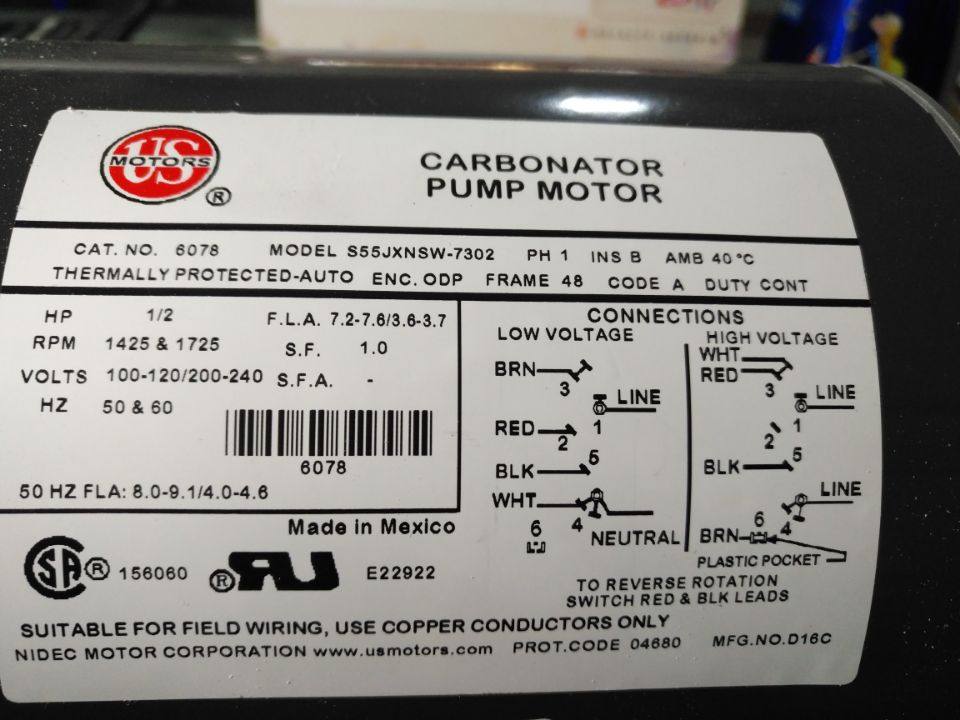 US
MOTORS
®
CARBONATOR
PUMP MOTOR
CAT. NO. 6078 MODEL S55JXNSW-7302 PH 1 INS B AMB 40 °C
THERMALLY PROTECTED-AUTO ENC. ODP FRAME 48 CODE A DUTY CONT
HP 1/2 F.L.A. 7.2-7.6/3.6-3.7
RPM 1425 & 1725 S.F. 1.0
VOLTS 100-120/200-240 S.F.A. -
HZ 50 & 60
6078
50 HZ FLA: 8.0-9.1/4.0-4.6
CONNECTIONS
LOW VOLTAGE
BRN 3
LINE
1
RED 2
BLK 5
WHT 4
6
NEUTRAL
HIGH VOLTAGE
WHT
RED 3
LINE
1
2
BLK 5
LINE
4
BRN 6
PLASTIC POCKET
TO REVERSE ROTATION
SWITCH RED & BLK LEADS
Made in Mexico
SA ® 156060 ® RU E22922
SUITABLE FOR FIELD WIRING, USE COPPER CONDUCTORS ONLY
NIDEC MOTOR CORPORATION www.usmotors.com PROT.CODE 04680 MFG.NO.D16C